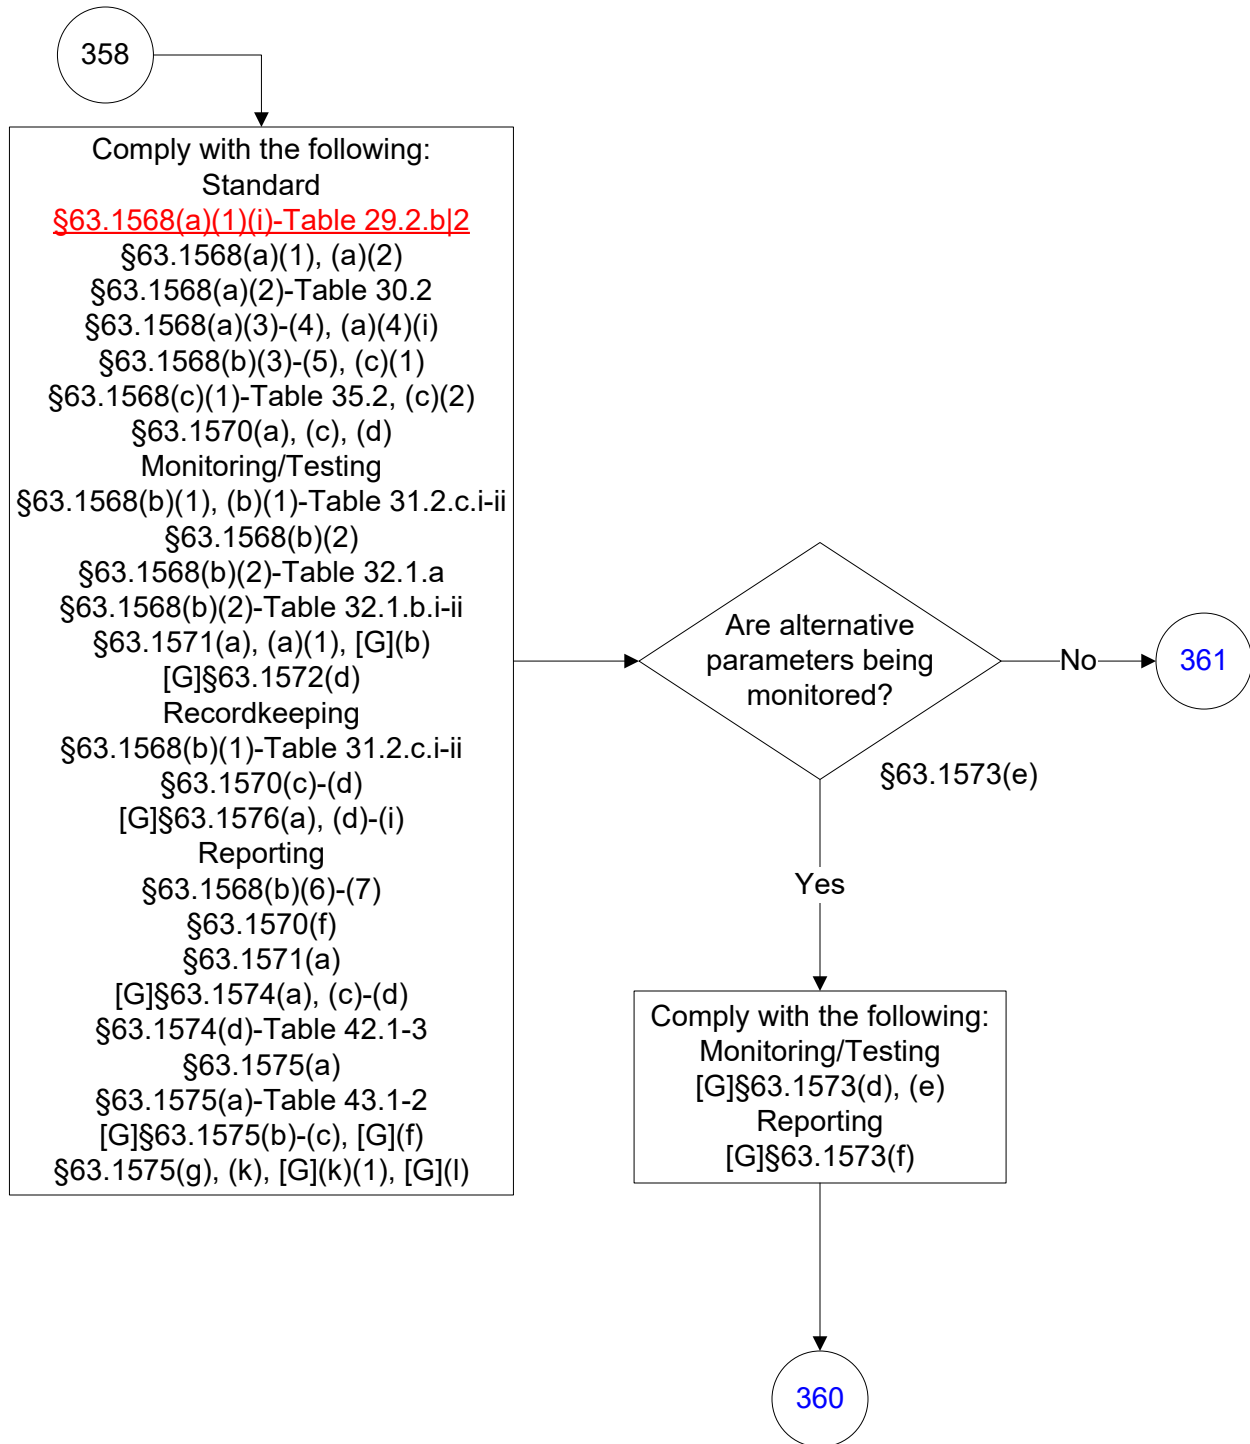 358
Comply with the following:
Standard
§63.1568(a)(1)(i)-Table 29.2.b|2
§63.1568(a)(1), (a)(2)
§63.1568(a)(2)-Table 30.2
§63.1568(a)(3)-(4), (a)(4)(i)
§63.1568(b)(3)-(5), (c)(1)
§63.1568(c)(1)-Table 35.2, (c)(2)
§63.1570(a), (c), (d)
Monitoring/Testing
§63.1568(b)(1), (b)(1)-Table 31.2.c.i-ii
§63.1568(b)(2)
§63.1568(b)(2)-Table 32.1.a
§63.1568(b)(2)-Table 32.1.b.i-ii
§63.1571(a), (a)(1), [G](b)
[G]§63.1572(d)
Recordkeeping
§63.1568(b)(1)-Table 31.2.c.i-ii
§63.1570(c)-(d)
[G]§63.1576(a), (d)-(i)
Reporting
§63.1568(b)(6)-(7)
§63.1570(f)
§63.1571(a)
[G]§63.1574(a), (c)-(d)
§63.1574(d)-Table 42.1-3
§63.1575(a)
§63.1575(a)-Table 43.1-2
[G]§63.1575(b)-(c), [G](f)
§63.1575(g), (k), [G](k)(1), [G](l)
Are alternative
parameters being
monitored?
No
361
§63.1573(e)
Yes
Comply with the following:
Monitoring/Testing
[G]§63.1573(d), (e)
Reporting
[G]§63.1573(f)
360